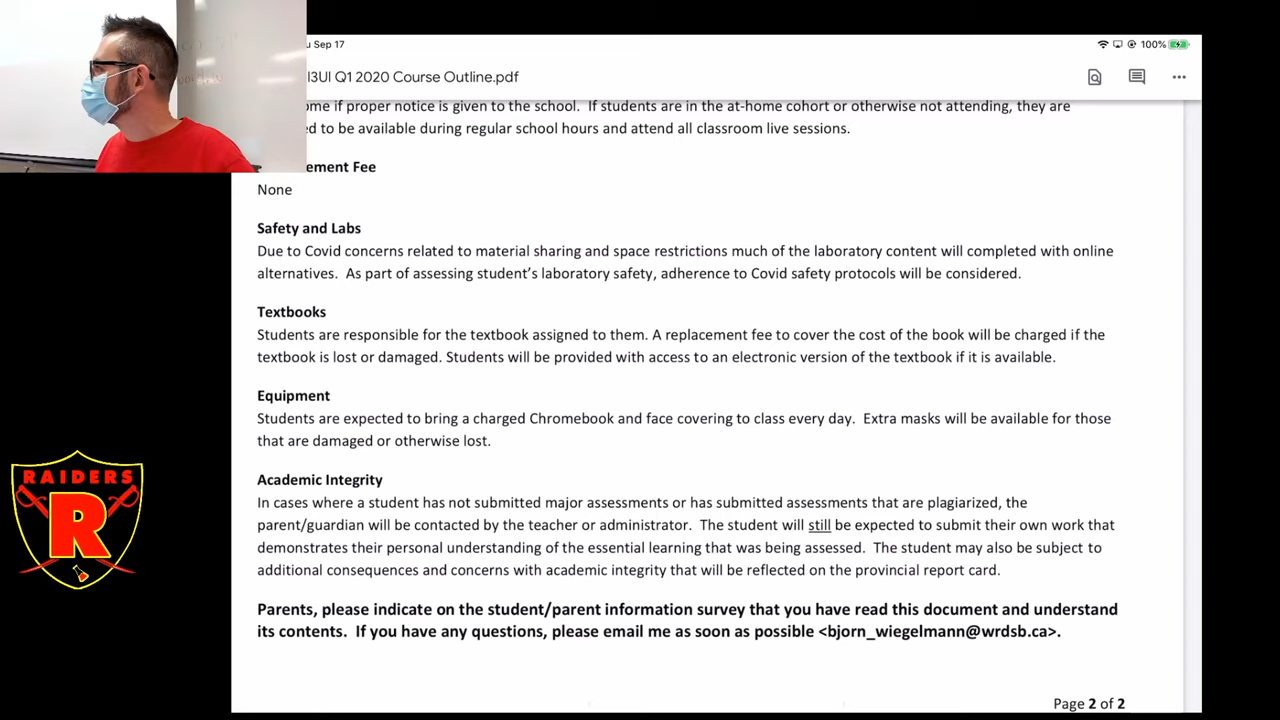 Sep 17
100%
I3UI Q1 2020 Course Outline.pdf
if proper notice is given to the school. If students are in the at-home cohort or otherwise not attending, they are
to be available during regular school hours and attend all classroom live sessions.
Fee
None
Safety and Labs
Due to Covid concerns related to material sharing and space restrictions much of the laboratory content will completed with online
alternatives. As part of assessing student's laboratory safety, adherence to Covid safety protocols will be considered.
Textbooks
Students are responsible for the textbook assigned to them. A replacement fee to cover the cost of the book will be charged if the
textbook is lost or damaged. Students will be provided with access to an electronic version of the textbook if it is available.
Equipment
Students are expected to bring a charged Chromebook and face covering to class every day. Extra masks will be available for those
that are damaged or otherwise lost.
Academic Integrity
In cases where a student has not submitted major assessments or has submitted assessments that are plagiarized, the
parent/guardian will be contacted by the teacher or administrator. The student will still be expected to submit their own work that
demonstrates their personal understanding of the essential learning that was being assessed. The student may also be subject to
additional consequences and concerns with academic integrity that will be reflected on the provincial report card.
Parents, please indicate on the student/parent information survey that you have read this document and understand
its contents. If you have any questions, please email me as soon as possible <bjorn_wiegelmann@wrdsb.ca>.
Page 2 of 2
RAIDERS
R